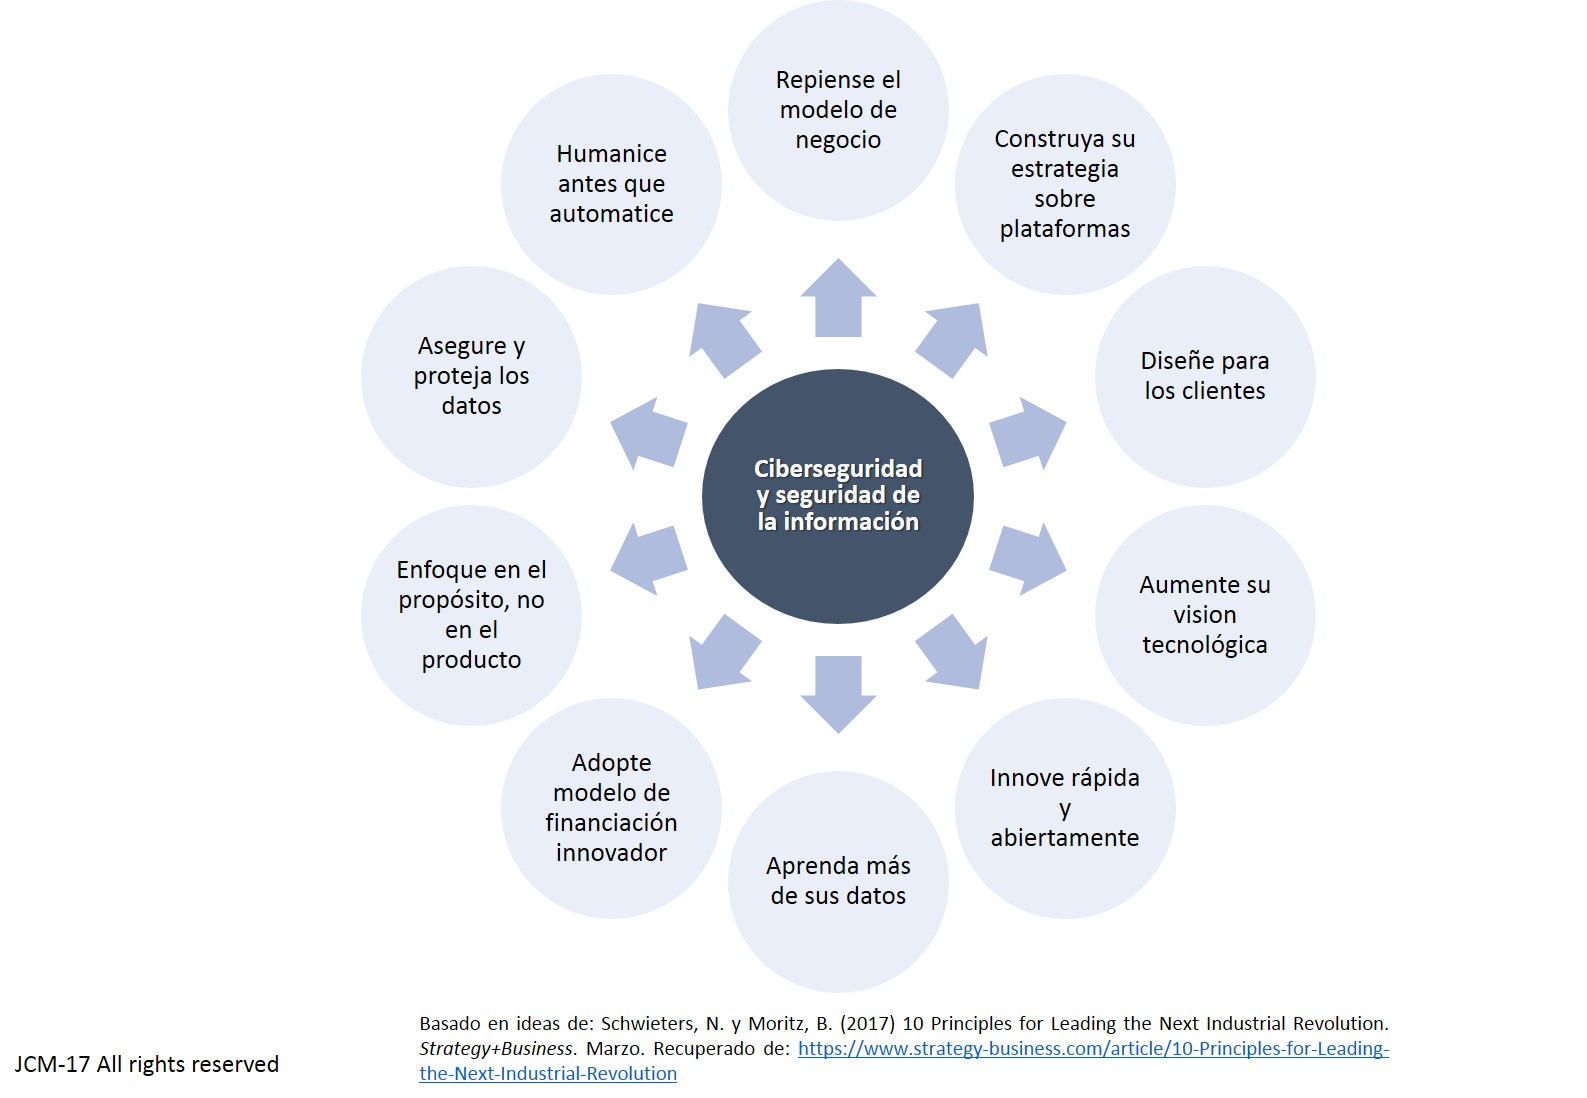 Repiense el
modelo de
negocio
Construya su
estrategia
sobre
plataformas
Diseñe para
los clientes
Aumente su
vision
tecnológica
Innove rápida
y
abiertamente
Aprenda más
de sus datos
Adopte
modelo de
financiación
innovador
Enfoque en el
propósito, no
en el
producto
Asegure y
proteja los
datos
Humanice
antes que
automatice
Ciberseguridad
y seguridad de
la información
Basado en ideas de: Schwieters, N. y Moritz, B. (2017) 10 Principles for Leading the Next Industrial Revolution.
Strategy+Business. Marzo. Recuperado de: https://www.strategy-business.com/article/10-Principles-for-Leading-
the-Next-Industrial-Revolution
JCM-17 All rights reserved